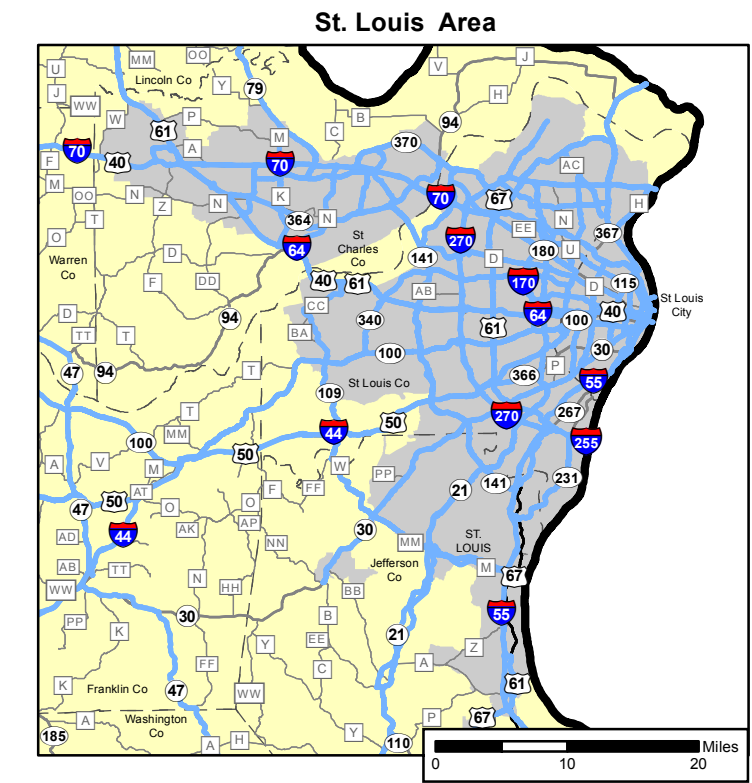 St. Louis Area
MM
OO
V
J
U
Lincoln Co
Y
79
H
J
WW
W
P
B
94
61
C
M
370
70
A
F
40
70
AC
M
OO
N
K
70
67
H
T
Z
N
364
N
N
O
St
Charles
Co
EE
367
64
141
270
180
U
Warren
Co
D
D
F
DD
40
61
170
D
115
AB
St Louis
City
CC
64
40
D
94
340
61
100
TT
T
BA
30
100
47
94
T
St Louis Co
366
P
55
109
T
270
267
50
100
MM
44
255
50
A
V
M
W
PP
231
AT
F
FF
21
141
47
50
O
O
AK
AP
30
44
AD
NN
MM
ST.
LOUIS
AB
TT
Jefferson
Co
M
67
WW
N
HH
BB
30
B
55
PP
K
EE
21
Y
Z
FF
C
A
K
Franklin Co
47
WW
61
A
Washington
Co
P
67
185
A
H
Y
110
Miles
0
10
20